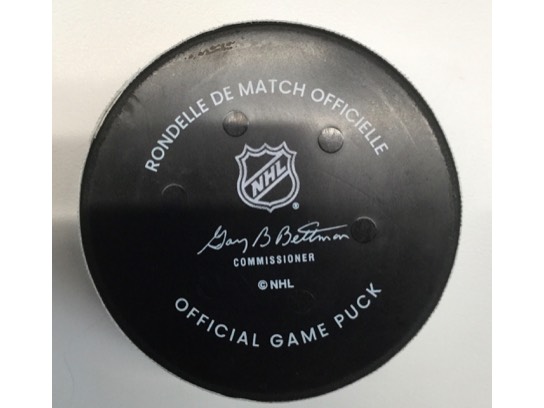 RONDELLE DE MATCH OFFICIELLE
NHL
®
Gary B Bettman
COMMISSIONER
© NHL
OFFICIAL GAME PUCK